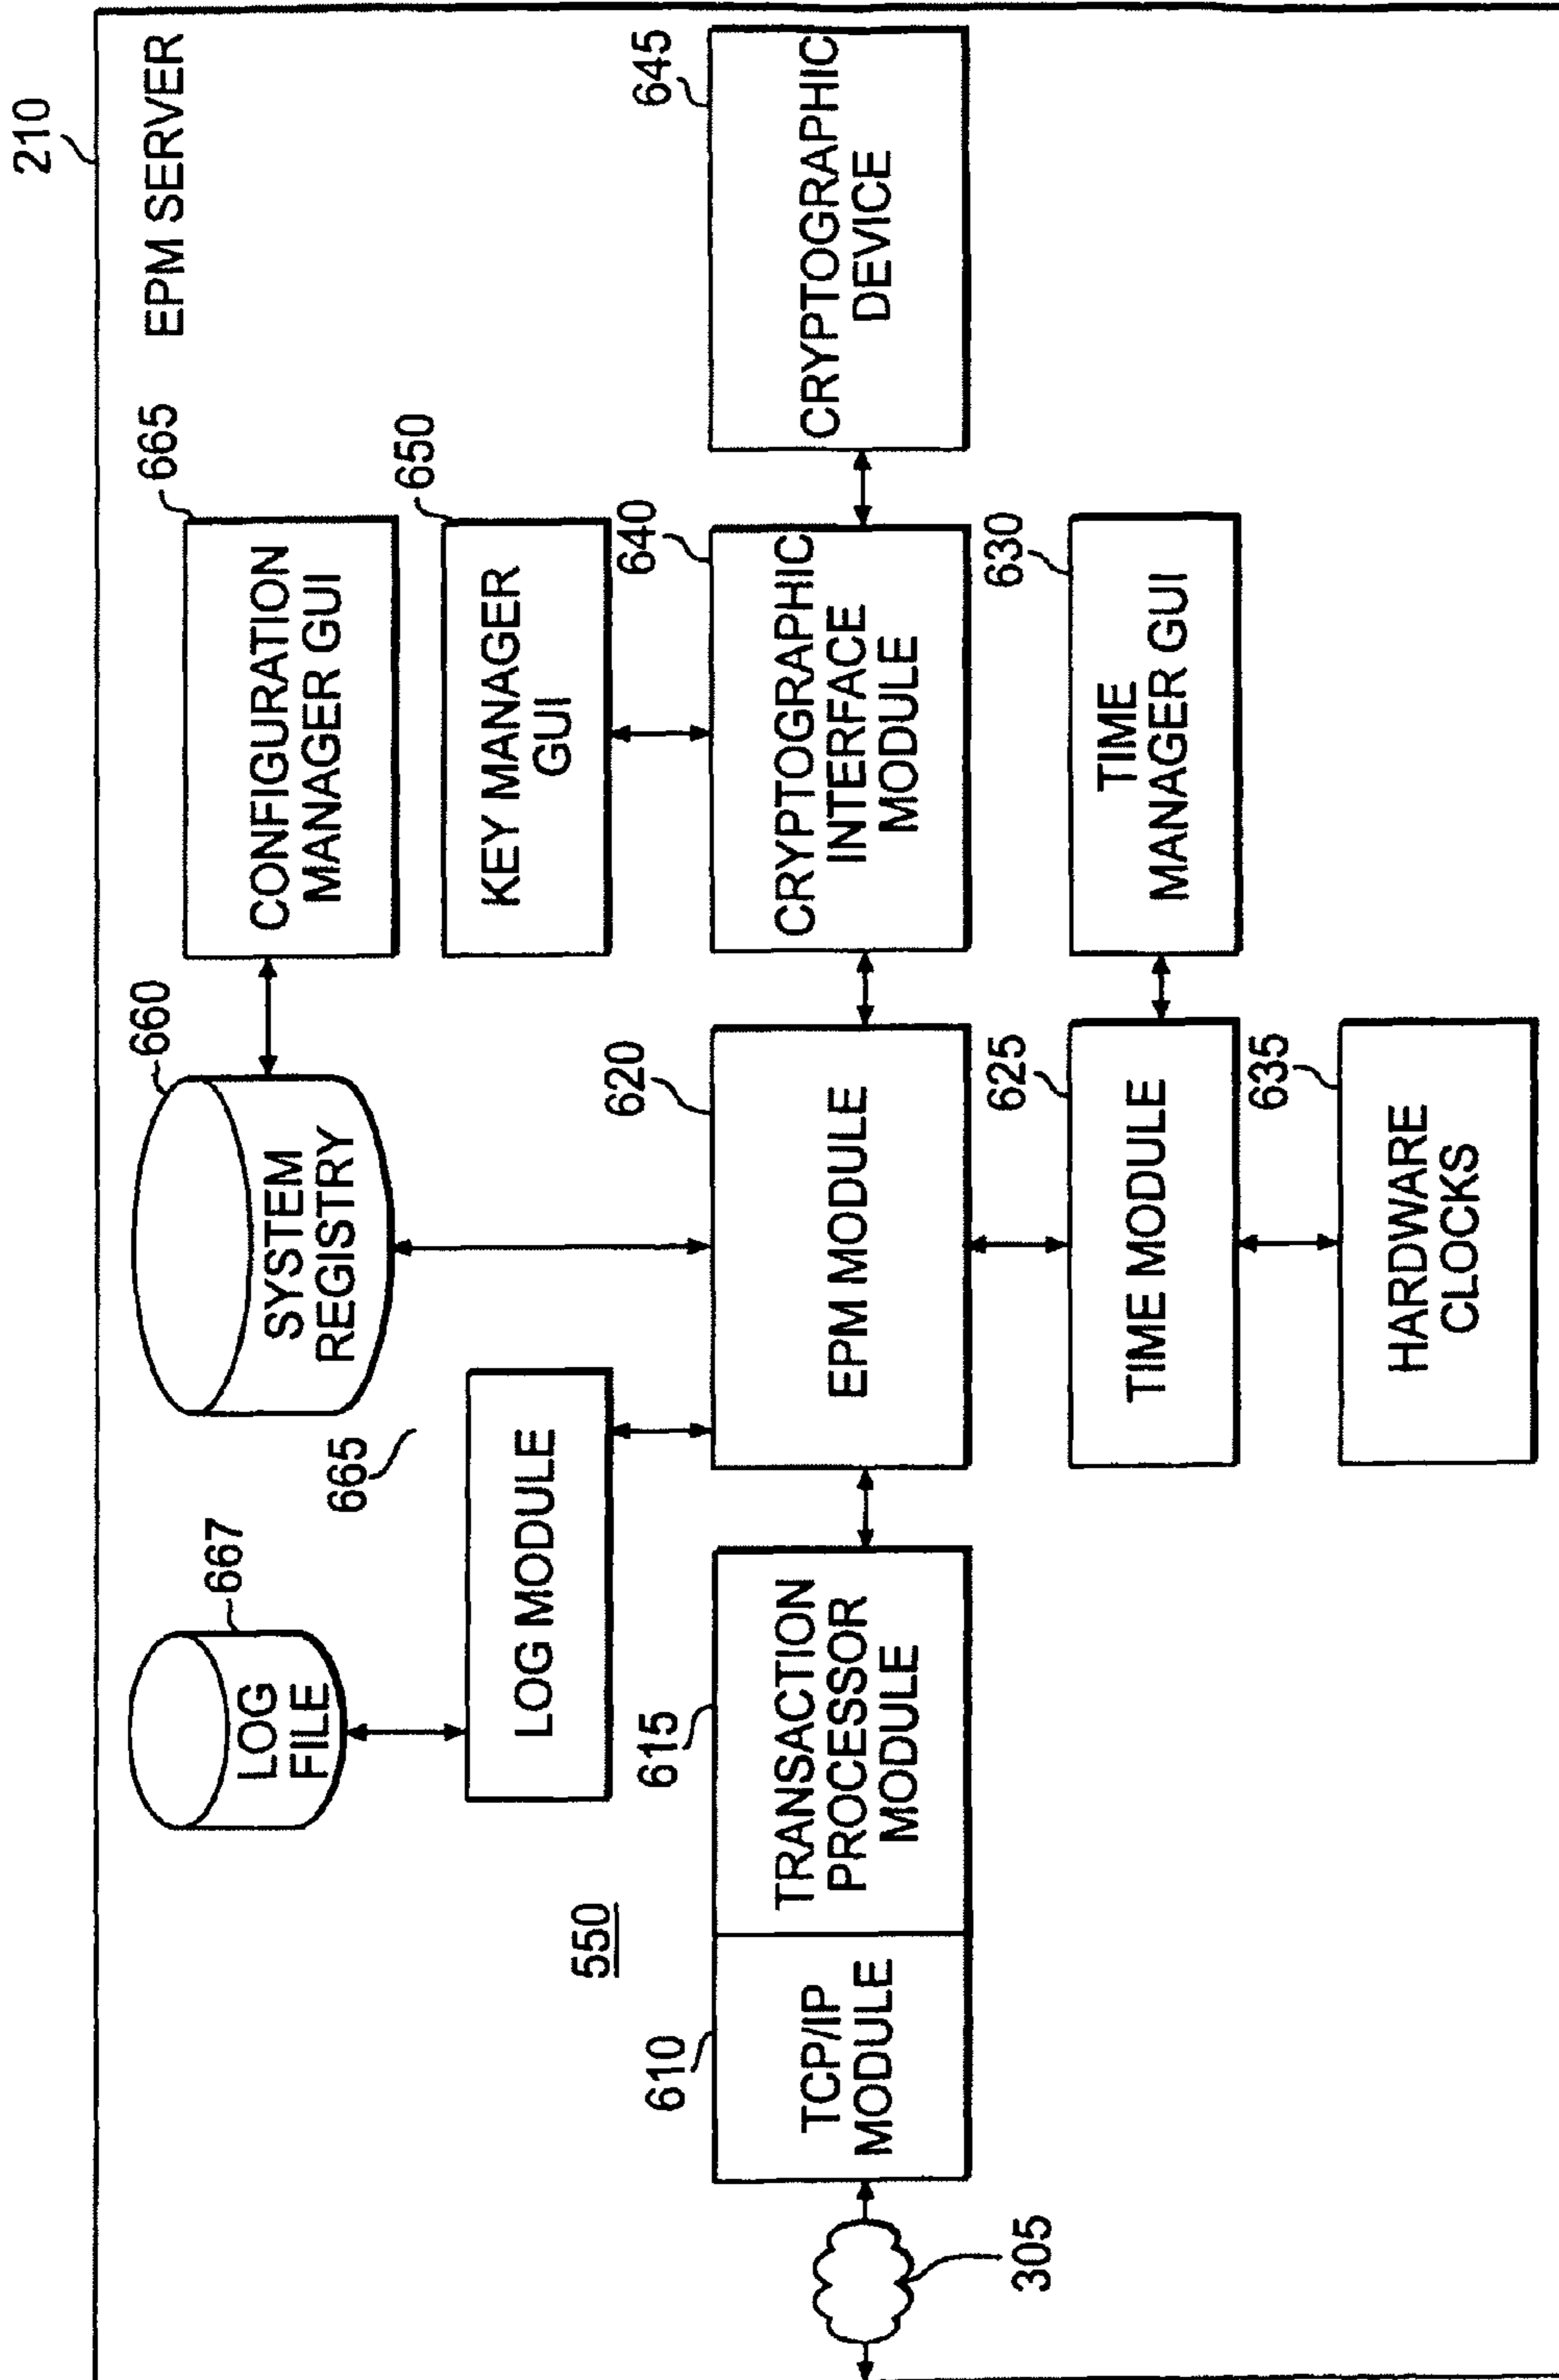 210
EPM SERVER
667
LOG
FILE
660
SYSTEM
REGISTRY
665
CONFIGURATION
MANAGER GUI
665
LOG MODULE
650
KEY MANAGER
GUI
550
610
TCP/IP
MODULE
615
TRANSACTION
PROCESSOR
MODULE
620
EPM MODULE
640
CRYPTOGRAPHIC
INTERFACE
MODULE
645
CRYPTOGRAPHIC
DEVICE
305
625
TIME MODULE
630
TIME
MANAGER GUI
635
HARDWARE
CLOCKS